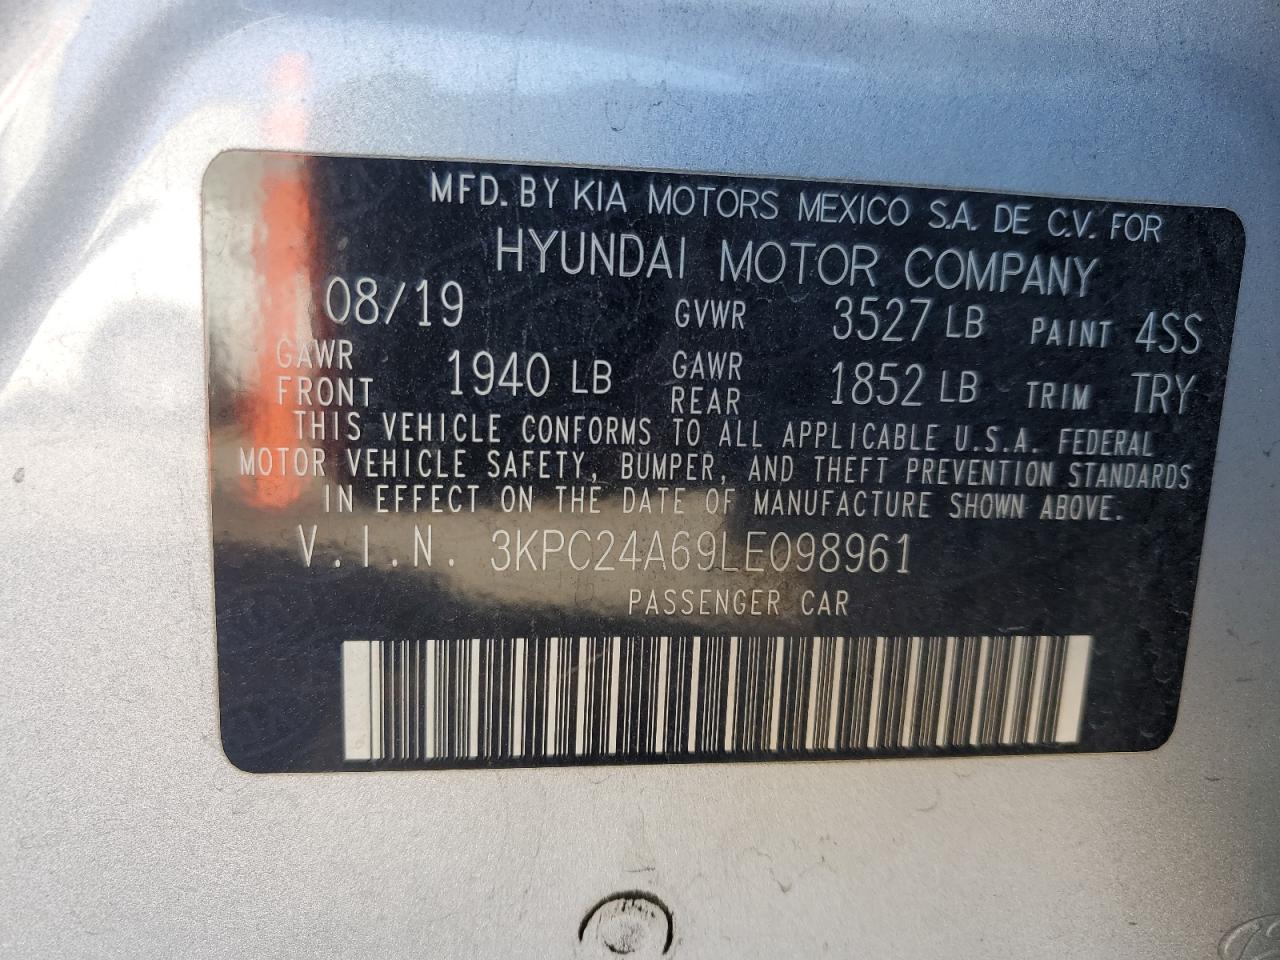 MFD. BY KIA MOTORS MEXICO S.A. DE C.V. FOR
HYUNDAI MOTOR COMPANY
08/19 GVWR 3527 LB PAINT 4SS
GAWR FRONT 1940 LB GAWR REAR 1852 LB TRIM TRY
THIS VEHICLE CONFORMS TO ALL APPLICABLE U.S.A. FEDERAL
MOTOR VEHICLE SAFETY, BUMPER, AND THEFT PREVENTION STANDARDS
IN EFFECT ON THE DATE OF MANUFACTURE SHOWN ABOVE.
V.I.N. 3KPC24A69LE098961
PASSENGER CAR